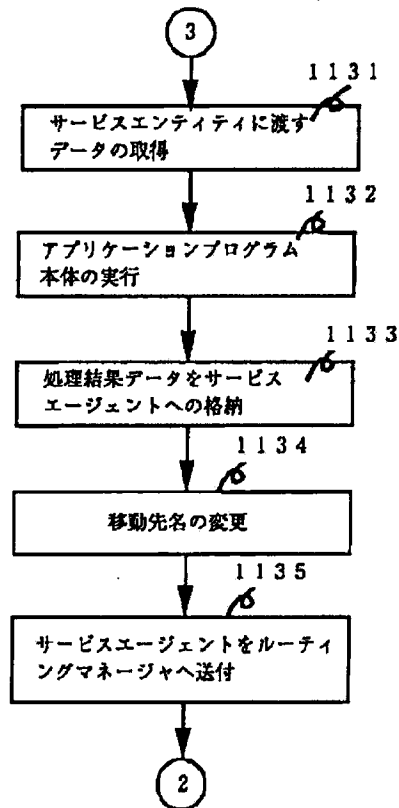 3
1131
サービスエンティティに渡す
データの取得
1132
アプリケーションプログラム
本体の実行
1133
処理結果データをサービス
エージェントへの格納
1134
移動先名の変更
1135
サービスエージェントをルーティ
ングマネージャへ送付
2